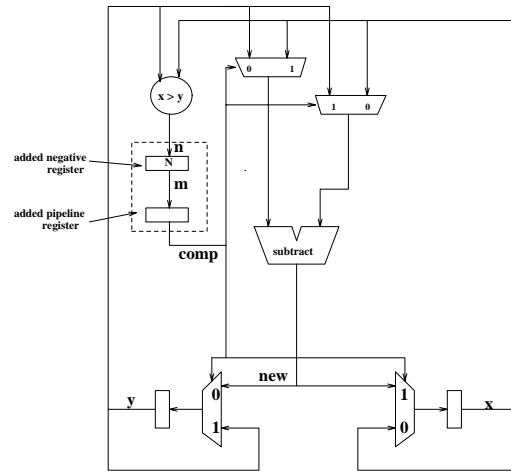 0 1
x > y
1 0
n
added negative
register
N
m
added pipeline
register
comp
subtract
new
0
1
y
1
0
x